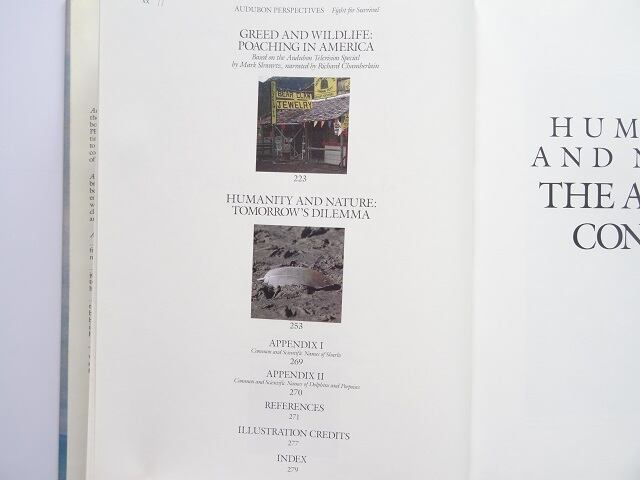 AUDUBON PERSPECTIVES Fight for Survival
GREED AND WILDLIFE:
POACHING IN AMERICA
Based on the Audubon Television Special
by Mark Shwartz, narrated by Richard Chamberlain
BEAR CLAW
JEWELRY
223
HUMANITY AND NATURE:
TOMORROW'S DILEMMA
253
APPENDIX I
Common and Scientific Names of Sharks
269
APPENDIX II
Common and Scientific Names of Dolphins and Porpoises
270
REFERENCES
271
ILLUSTRATION CREDITS
277
INDEX
279
HUM
AND N
THE A
CON